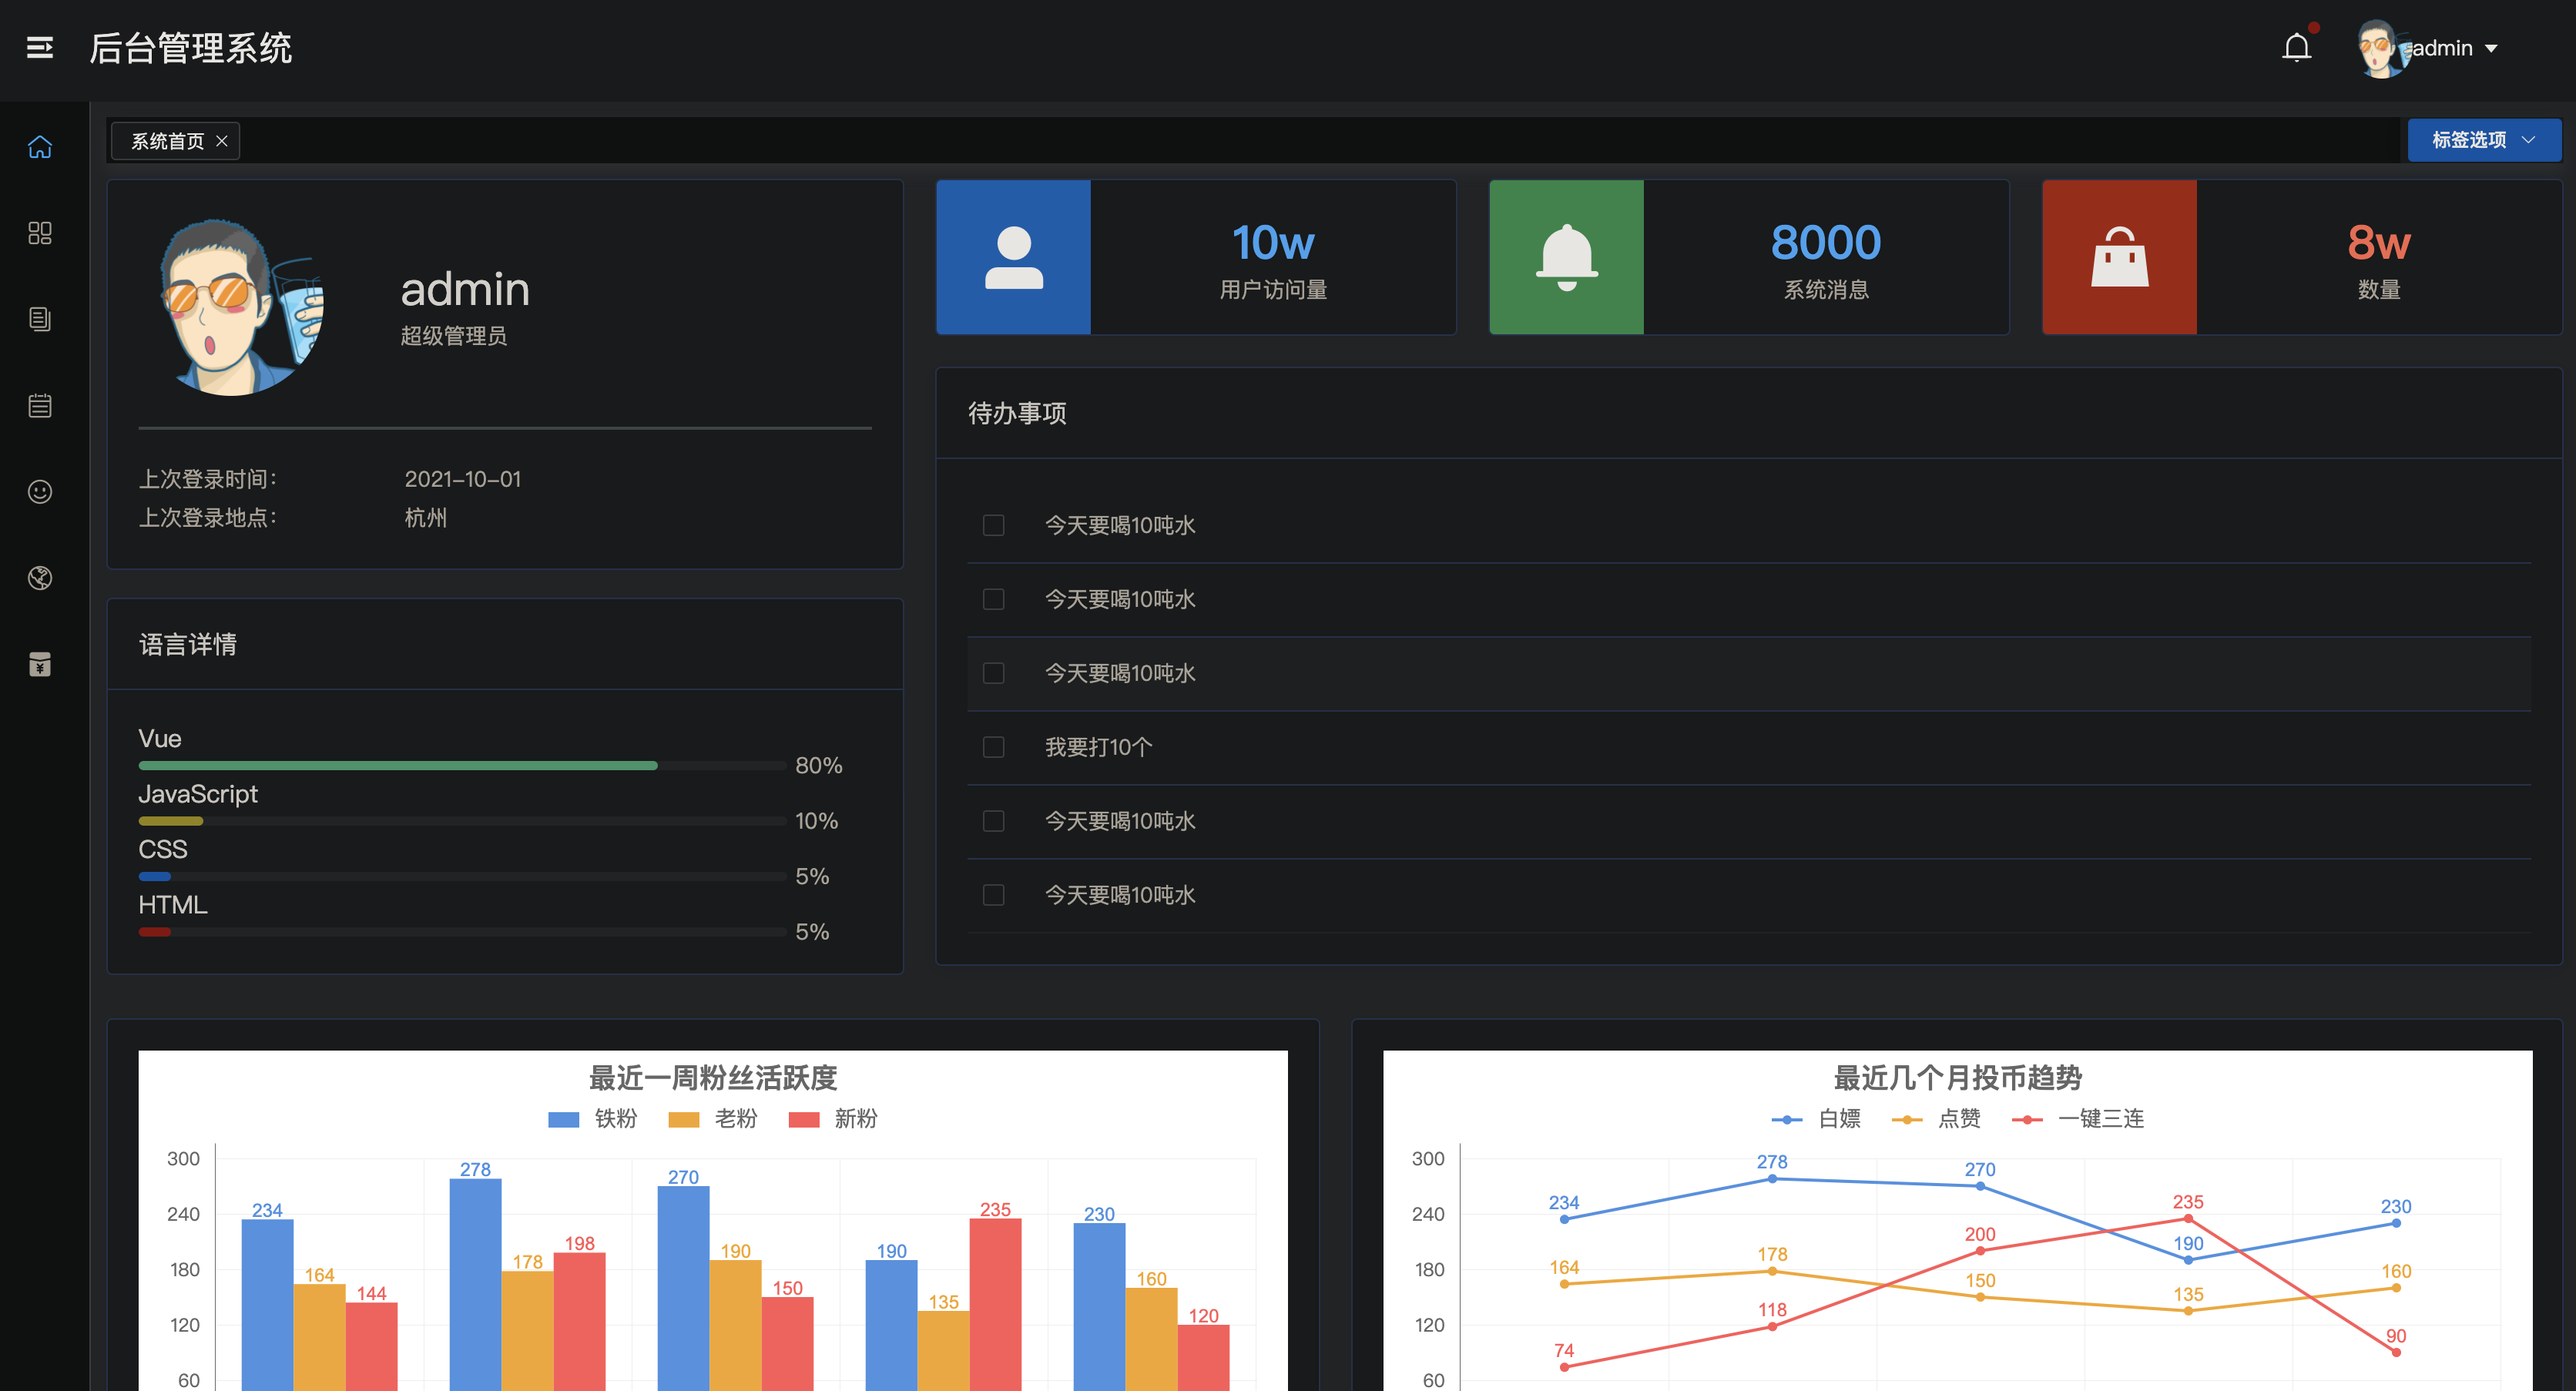 后台管理系统
admin
系统首页
标签选项
admin
超级管理员
上次登录时间：
2021-10-01
上次登录地点：
杭州
10w
用户访问量
8000
系统消息
8w
数量
待办事项
今天要喝10吨水
今天要喝10吨水
今天要喝10吨水
我要打10个
今天要喝10吨水
今天要喝10吨水
语言详情
Vue
80%
JavaScript
10%
CSS
5%
HTML
5%
最近一周粉丝活跃度
铁粉 老粉 新粉
300
240
180
120
60
234 164 144
278 178 198
270 190 150
190 135 235
230 160 120
最近几个月投币趋势
白嫖 点赞 一键三连
300
240
180
120
60
234 278 270 190 230
164 178 150 135 160
74 118 200 235 90
¥